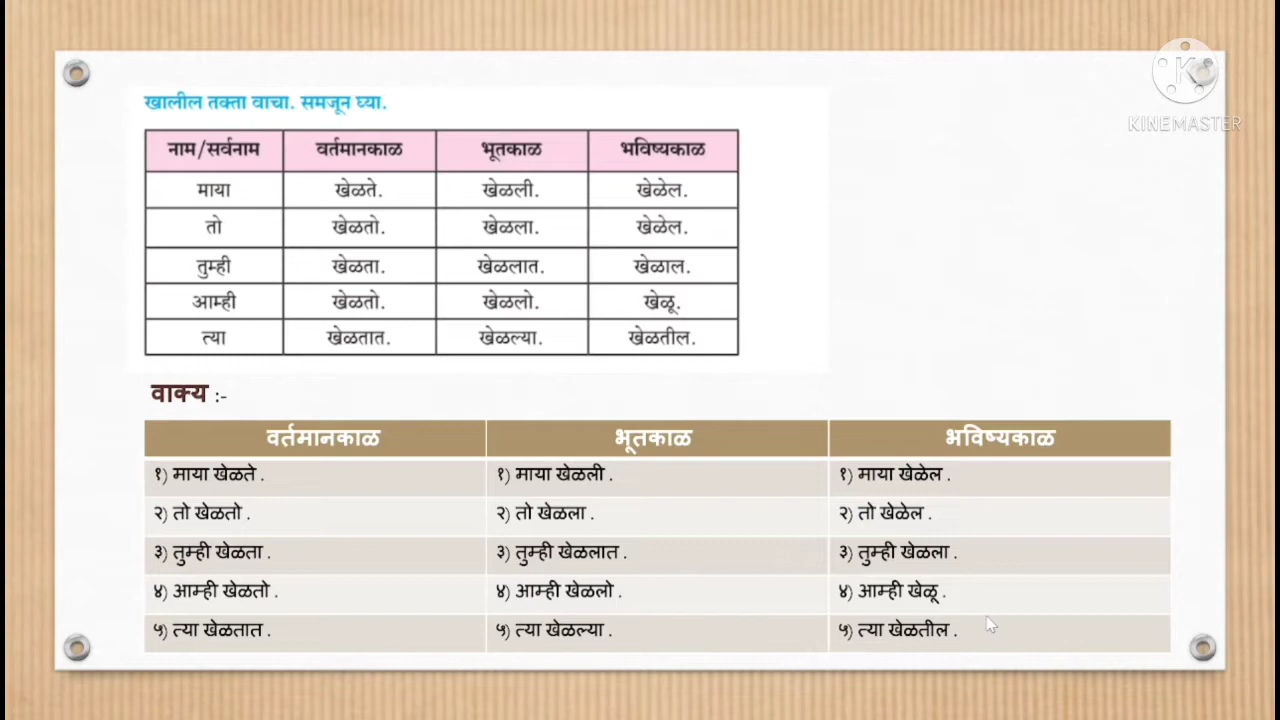 KINEMASTER
खालील तक्ता वाचा. समजून घ्या.
नाम/सर्वनाम वर्तमानकाळ भूतकाळ भविष्यकाळ
माया खेळते. खेळली. खेळेल.
तो खेळतो. खेळला. खेळेल.
तुम्ही खेळता. खेळलात. खेळाल.
आम्ही खेळतो. खेळलो. खेळू.
त्या खेळतात. खेळल्या. खेळतील.
वाक्य :-
वर्तमानकाळ भूतकाळ भविष्यकाळ
१) माया खेळते . १) माया खेळली . १) माया खेळेल .
२) तो खेळतो . २) तो खेळला . २) तो खेळेल .
३) तुम्ही खेळता . ३) तुम्ही खेळलात . ३) तुम्ही खेळला .
४) आम्ही खेळतो . ४) आम्ही खेळलो . ४) आम्ही खेळू .
५) त्या खेळतात . ५) त्या खेळल्या . ५) त्या खेळतील .